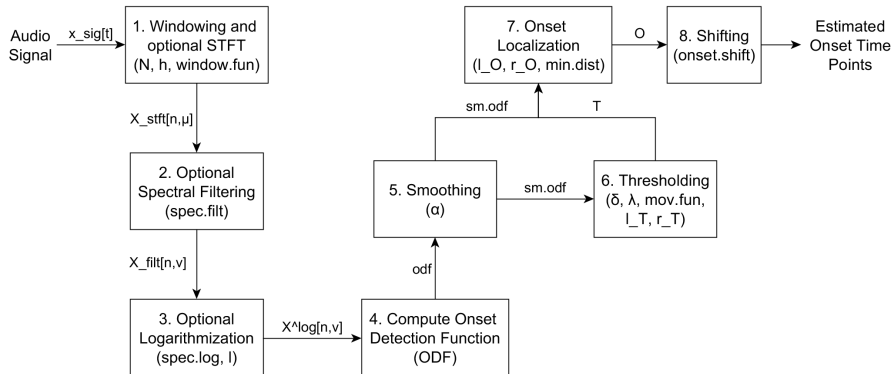 Audio
Signal
x_sig[t]
1. Windowing and
optional STFT
(N, h, window.fun)
X_stft[n,μ]
2. Optional
Spectral Filtering
(spec.filt)
X_filt[n,ν]
3. Optional
Logarithmization
(spec.log, l)
X^log[n,ν]
4. Compute Onset
Detection Function
(ODF)
odf
5. Smoothing
(α)
sm.odf
6. Thresholding
(δ, λ, mov.fun,
l_T, r_T)
sm.odf
T
7. Onset
Localization
(l_O, r_O, min.dist)
O
8. Shifting
(onset.shift)
Estimated
Onset Time
Points